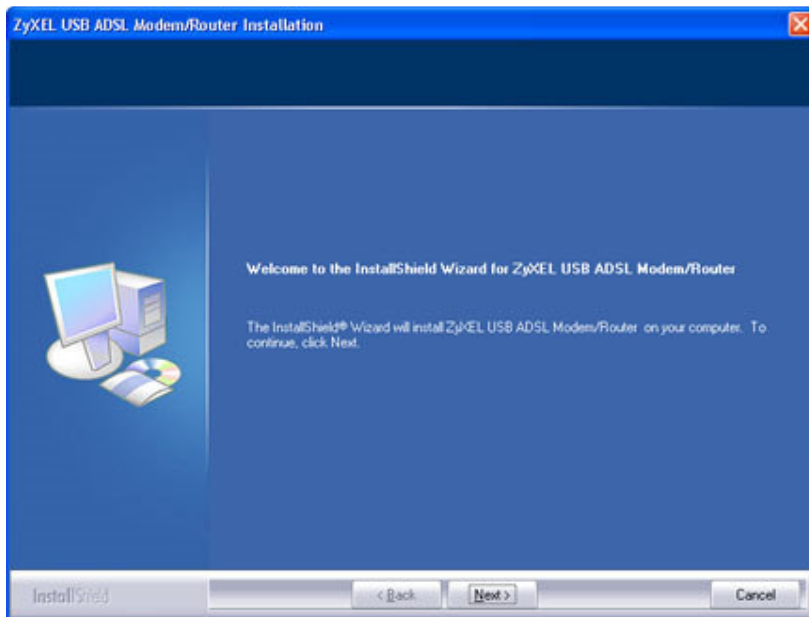 ZyXEL USB ADSL Modem/Router Installation
Welcome to the InstallShield Wizard for ZyXEL USB ADSL Modem/Router
The InstallShield® Wizard will install ZyXEL USB ADSL Modem/Router on your computer. To
continue, click Next.
InstallShield
< Back
Next >
Cancel